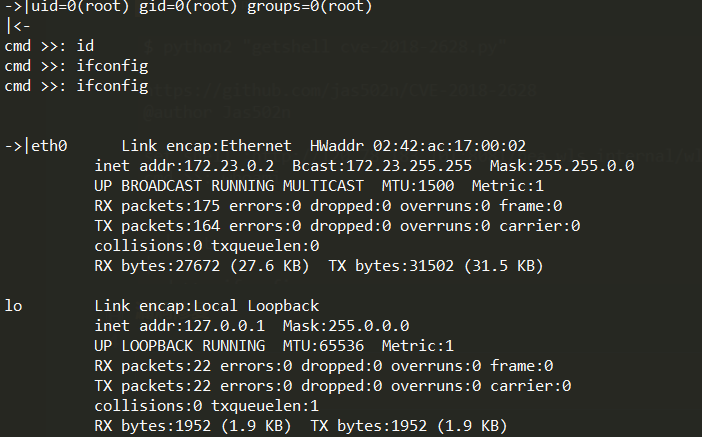 ->|uid=0(root) gid=0(root) groups=0(root)
|<-
cmd >>: id
cmd >>: ifconfig
cmd >>: ifconfig
->|eth0      Link encap:Ethernet  HWaddr 02:42:ac:17:00:02
          inet addr:172.23.0.2  Bcast:172.23.255.255  Mask:255.255.0.0
          UP BROADCAST RUNNING MULTICAST  MTU:1500  Metric:1
          RX packets:175 errors:0 dropped:0 overruns:0 frame:0
          TX packets:164 errors:0 dropped:0 overruns:0 carrier:0
          collisions:0 txqueuelen:0
          RX bytes:27672 (27.6 KB)  TX bytes:31502 (31.5 KB)
lo        Link encap:Local Loopback
          inet addr:127.0.0.1  Mask:255.0.0.0
          UP LOOPBACK RUNNING  MTU:65536  Metric:1
          RX packets:22 errors:0 dropped:0 overruns:0 frame:0
          TX packets:22 errors:0 dropped:0 overruns:0 carrier:0
          collisions:0 txqueuelen:1
          RX bytes:1952 (1.9 KB)  TX bytes:1952 (1.9 KB)